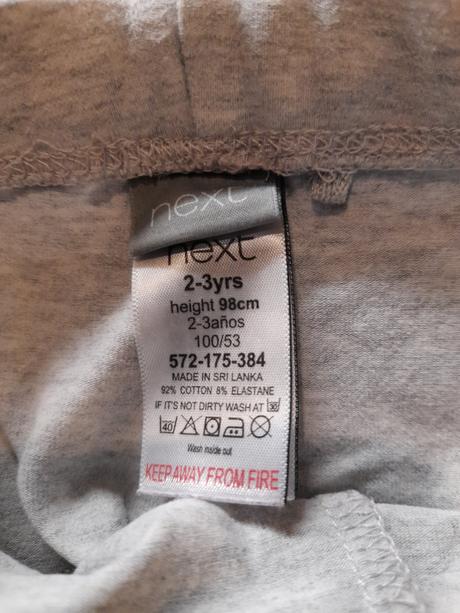 next
next
2-3yrs
height 98cm
2-3años
100/53
572-175-384
MADE IN SRI LANKA
92% COTTON 8% ELASTANE
IF IT'S NOT DIRTY WASH AT 30
40
Wash inside out
KEEP AWAY FROM FIRE